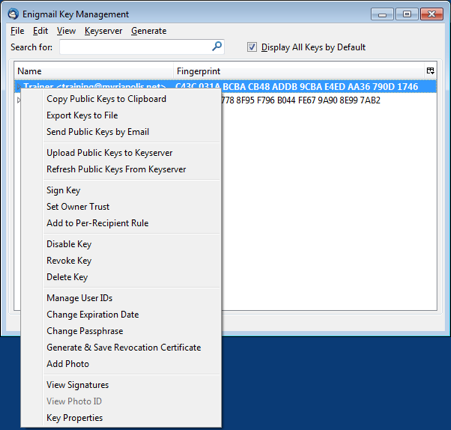 Enigmail Key Management
File Edit View Keyserver Generate
Search for: Display All Keys by Default
Name Fingerprint
Trainer <training@myriapolis.net> C43C 031A BCBA CB48 ADDB 9CBA E4ED AA36 790D 1746
778 8F95 F796 B044 FE67 9A90 8E99 7AB2
Copy Public Keys to Clipboard
Export Keys to File
Send Public Keys by Email
Upload Public Keys to Keyserver
Refresh Public Keys From Keyserver
Sign Key
Set Owner Trust
Add to Per-Recipient Rule
Disable Key
Revoke Key
Delete Key
Manage User IDs
Change Expiration Date
Change Passphrase
Generate & Save Revocation Certificate
Add Photo
View Signatures
View Photo ID
Key Properties